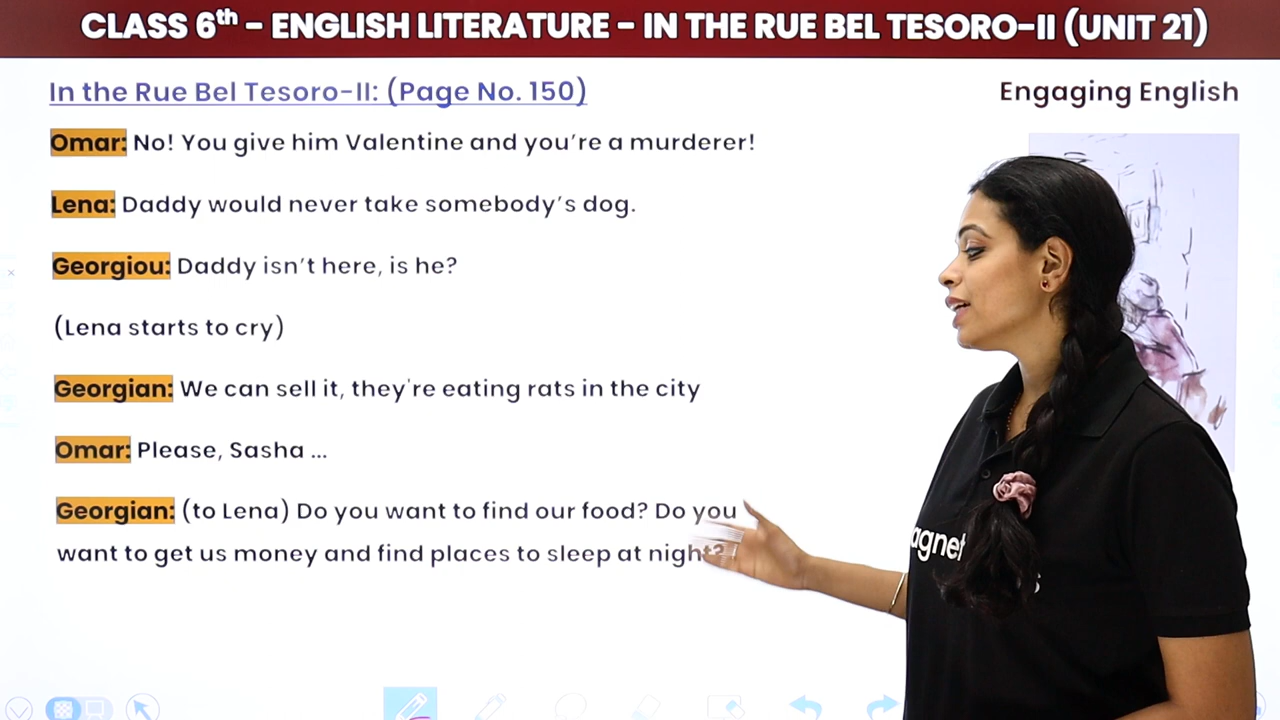 CLASS 6th – ENGLISH LITERATURE – IN THE RUE BEL TESORO–II (UNIT 21)
In the Rue Bel Tesoro-II: (Page No. 150)
Engaging English
Omar: No! You give him Valentine and you're a murderer!
Lena: Daddy would never take somebody's dog.
Georgiou: Daddy isn't here, is he?
(Lena starts to cry)
Georgian: We can sell it, they're eating rats in the city
Omar: Please, Sasha ...
Georgian: (to Lena) Do you want to find our food? Do you
want to get us money and find places to sleep at night?